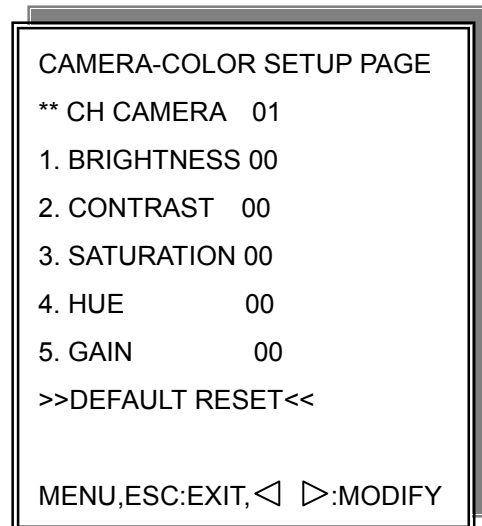 CAMERA-COLOR SETUP PAGE
** CH CAMERA 01
1. BRIGHTNESS 00
2. CONTRAST 00
3. SATURATION 00
4. HUE 00
5. GAIN 00
>>DEFAULT RESET<<
MENU,ESC:EXIT,◁ ▷:MODIFY